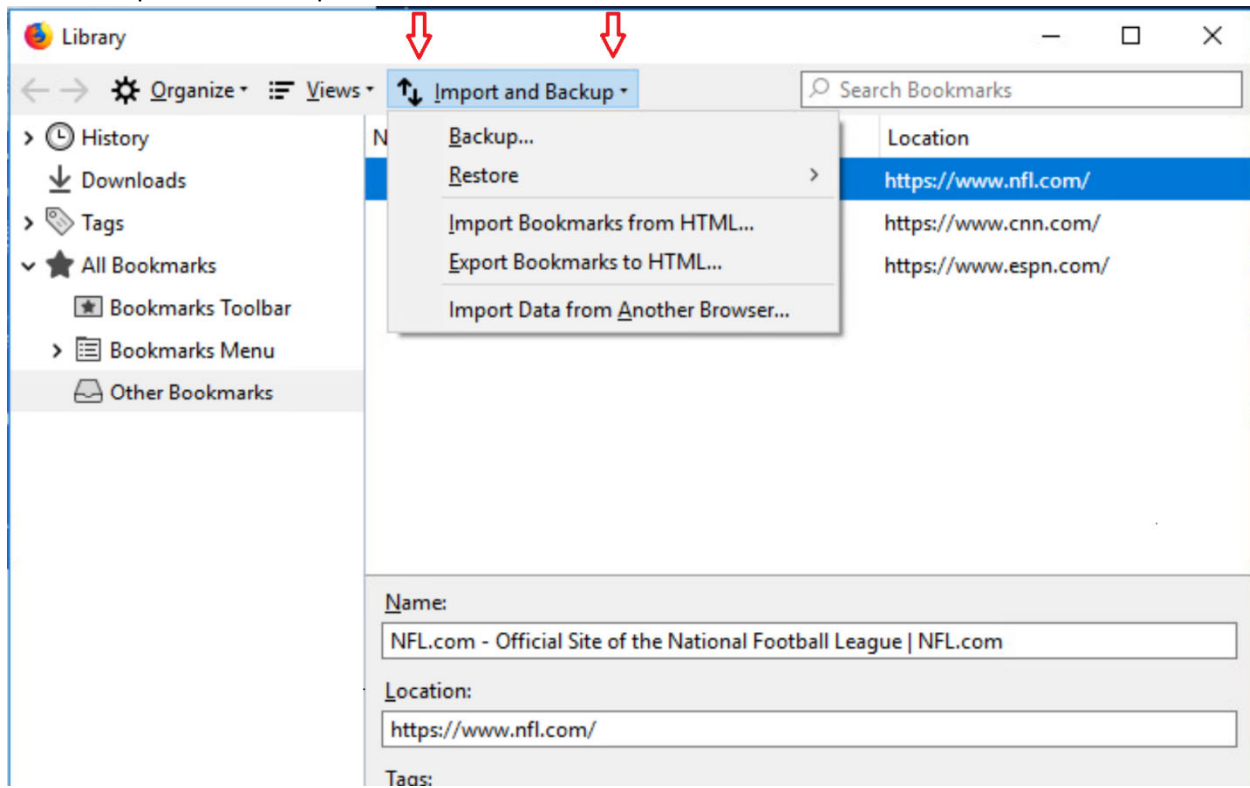 Library
Organize Views Import and Backup Search Bookmarks
History
Downloads
Tags
All Bookmarks
Bookmarks Toolbar
Bookmarks Menu
Other Bookmarks
Backup...
Restore
Import Bookmarks from HTML...
Export Bookmarks to HTML...
Import Data from Another Browser...
N
Location
https://www.nfl.com/
https://www.cnn.com/
https://www.espn.com/
Name:
NFL.com - Official Site of the National Football League | NFL.com
Location:
https://www.nfl.com/
Tags: